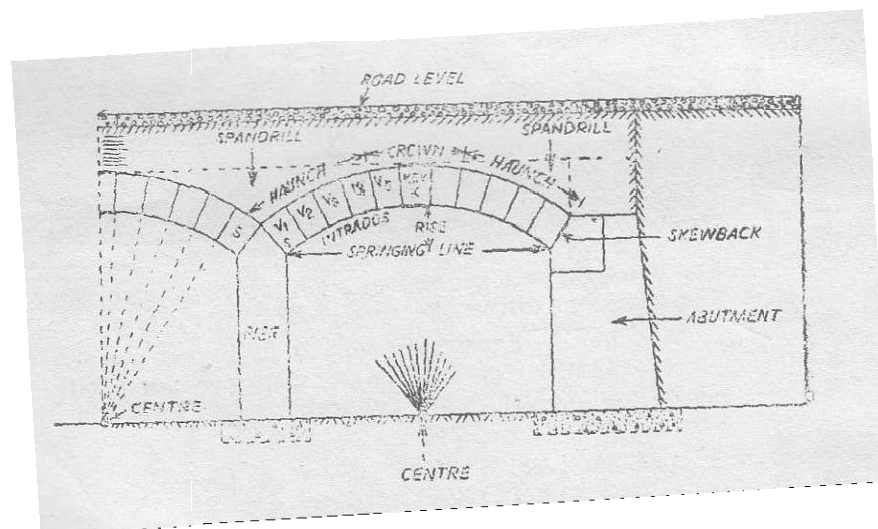 ROAD LEVEL
SPANDRILL
SPANDRILL
HAUNCH
CROWN
HAUNCH
S
V1
V2
V3
V4
V5
KEY
S
INTRADOS
RISE
SPRINGING LINE
SKEWBACK
PIER
ABUTMENT
CENTRE
CENTRE